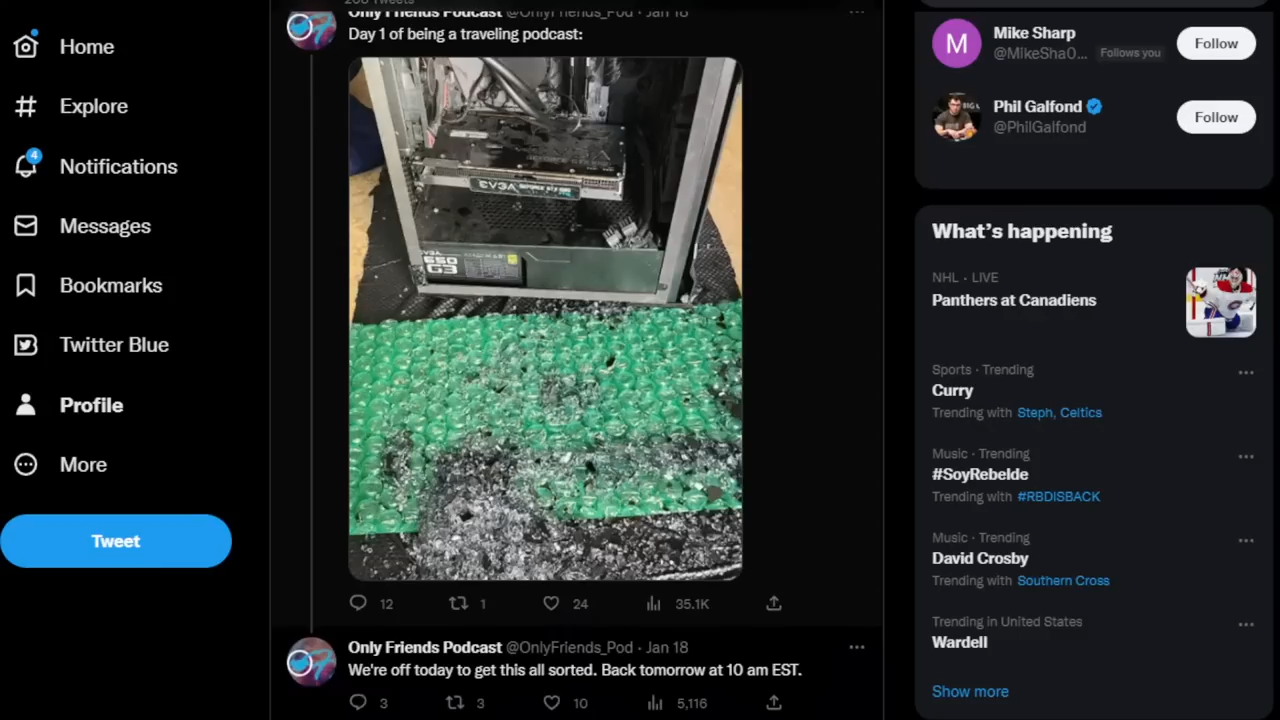 Home
Explore
4
Notifications
Messages
Bookmarks
Twitter Blue
Profile
More
Tweet
Only Friends Podcast @OnlyFriends_Pod · Jan 18
Day 1 of being a traveling podcast:
EVGA GEFORCE RTX
650
G3
12
1
24
35.1K
Only Friends Podcast @OnlyFriends_Pod · Jan 18
We're off today to get this all sorted. Back tomorrow at 10 am EST.
3
3
10
5,116
M
Mike Sharp
@MikeSha0... Follows you
Follow
Phil Galfond
@PhilGalfond
Follow
What's happening
NHL · LIVE
Panthers at Canadiens
Sports · Trending
Curry
Trending with Steph, Celtics
Music · Trending
#SoyRebelde
Trending with #RBDISBACK
Music · Trending
David Crosby
Trending with Southern Cross
Trending in United States
Wardell
Show more